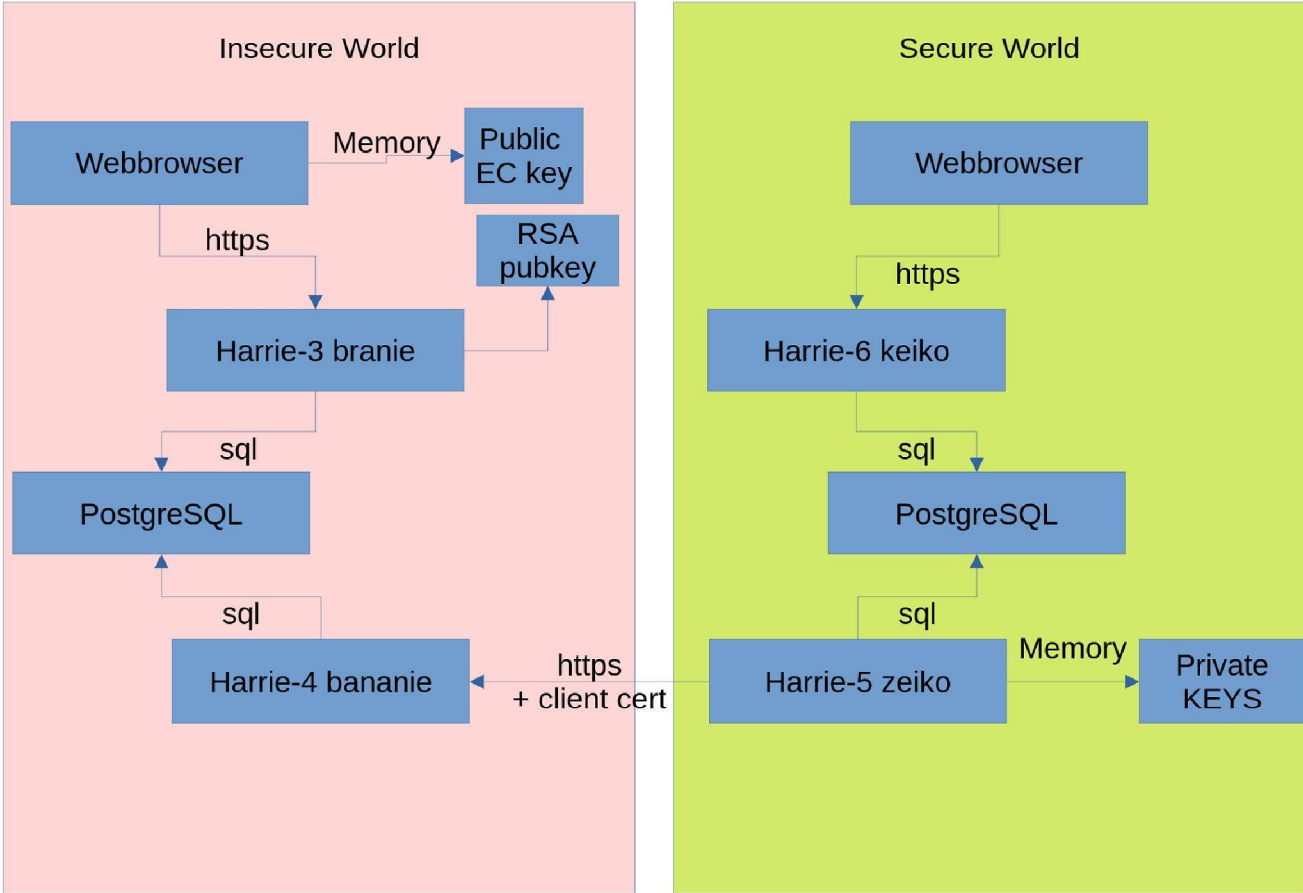 Insecure World
Webbrowser
Memory
Public
EC key
https
RSA
pubkey
Harrie-3 branie
sql
PostgreSQL
sql
Harrie-4 bananie
https
+ client cert
Secure World
Webbrowser
https
Harrie-6 keiko
sql
PostgreSQL
sql
Harrie-5 zeiko
Memory
Private
KEYS